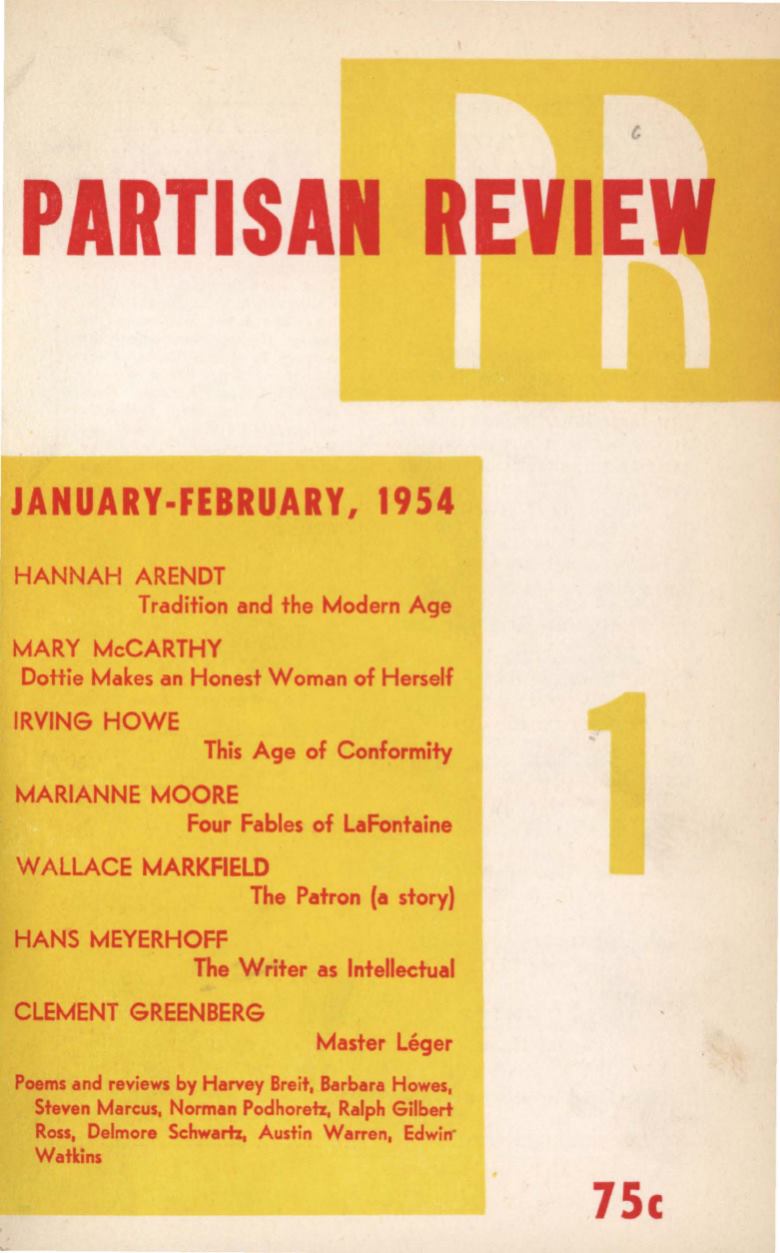 PR
PARTISAN REVIEW
JANUARY-FEBRUARY, 1954
HANNAH ARENDT
Tradition and the Modern Age
MARY McCARTHY
Dottie Makes an Honest Woman of Herself
IRVING HOWE
This Age of Conformity
MARIANNE MOORE
Four Fables of LaFontaine
WALLACE MARKFIELD
The Patron (a story)
HANS MEYERHOFF
The Writer as Intellectual
CLEMENT GREENBERG
Master Léger
Poems and reviews by Harvey Breit, Barbara Howes,
Steven Marcus, Norman Podhoretz, Ralph Gilbert
Ross, Delmore Schwartz, Austin Warren, Edwin
Watkins
1
75c